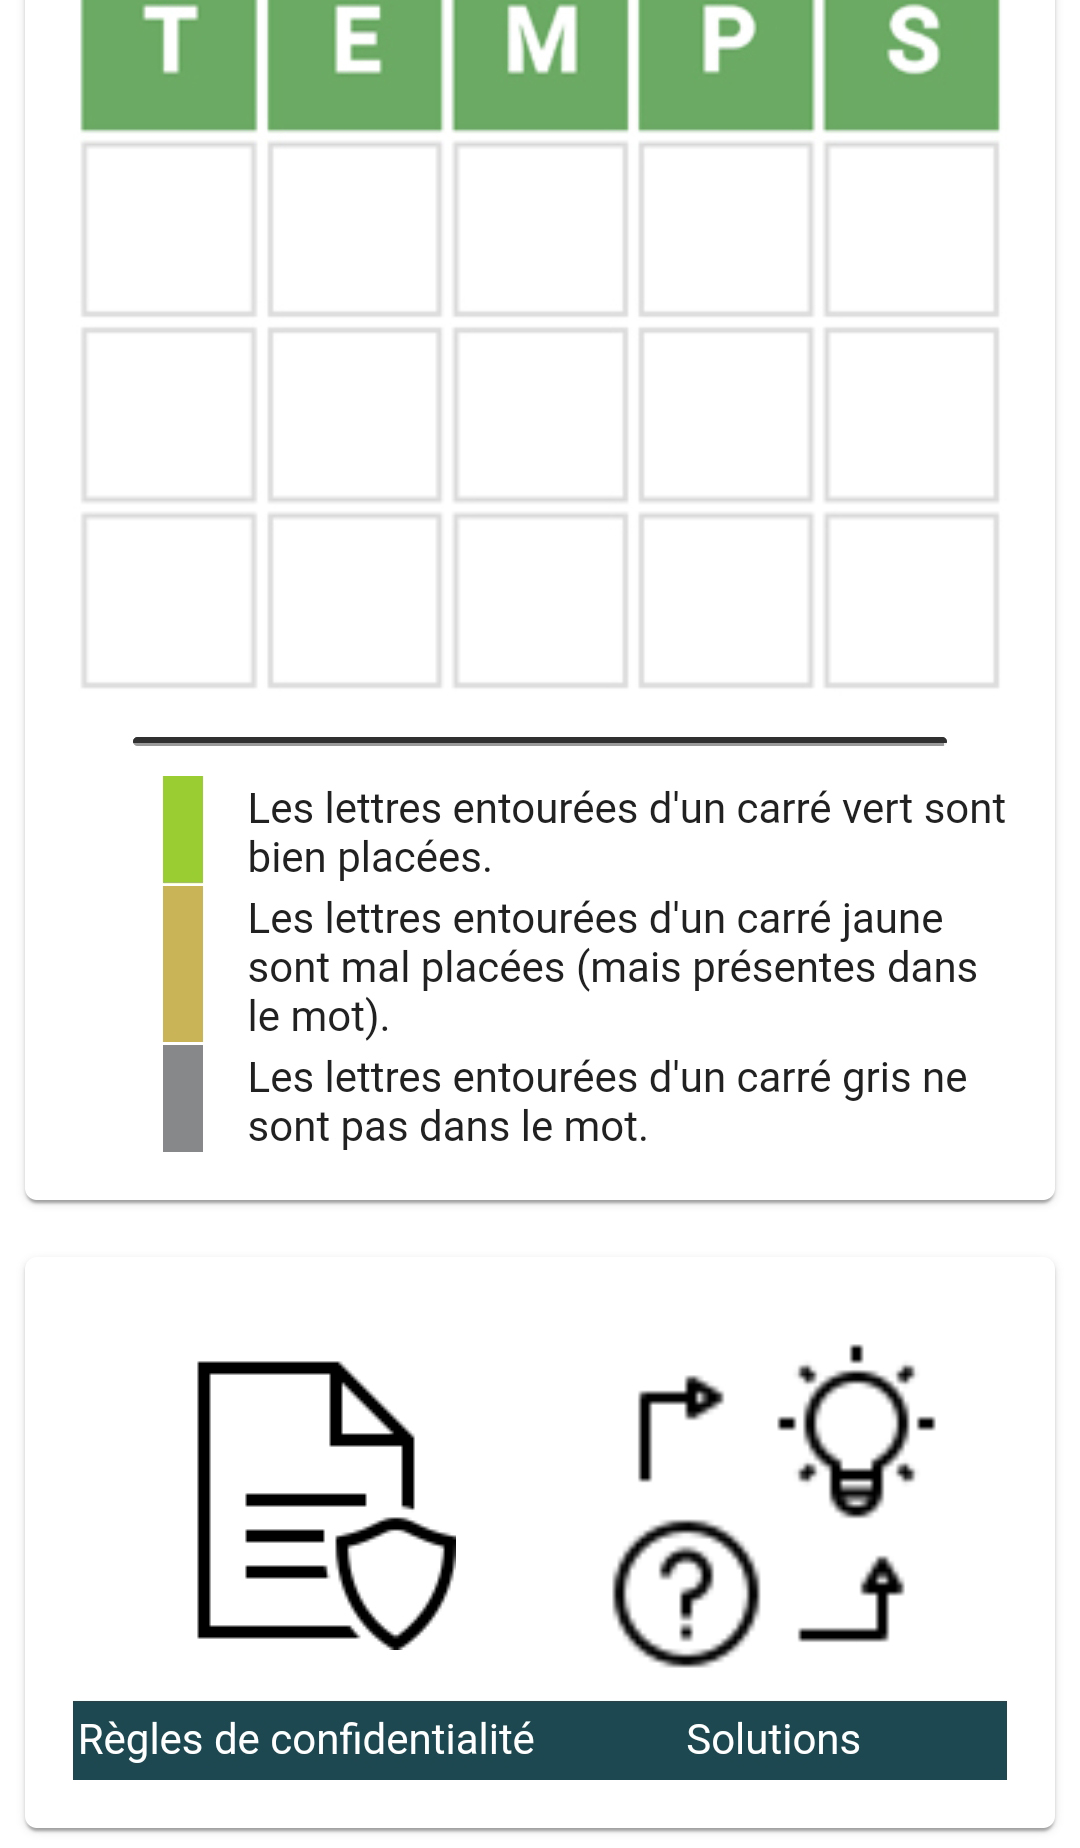 T E M P S
Les lettres entourées d'un carré vert sont
bien placées.
Les lettres entourées d'un carré jaune
sont mal placées (mais présentes dans
le mot).
Les lettres entourées d'un carré gris ne
sont pas dans le mot.
?
Règles de confidentialité Solutions